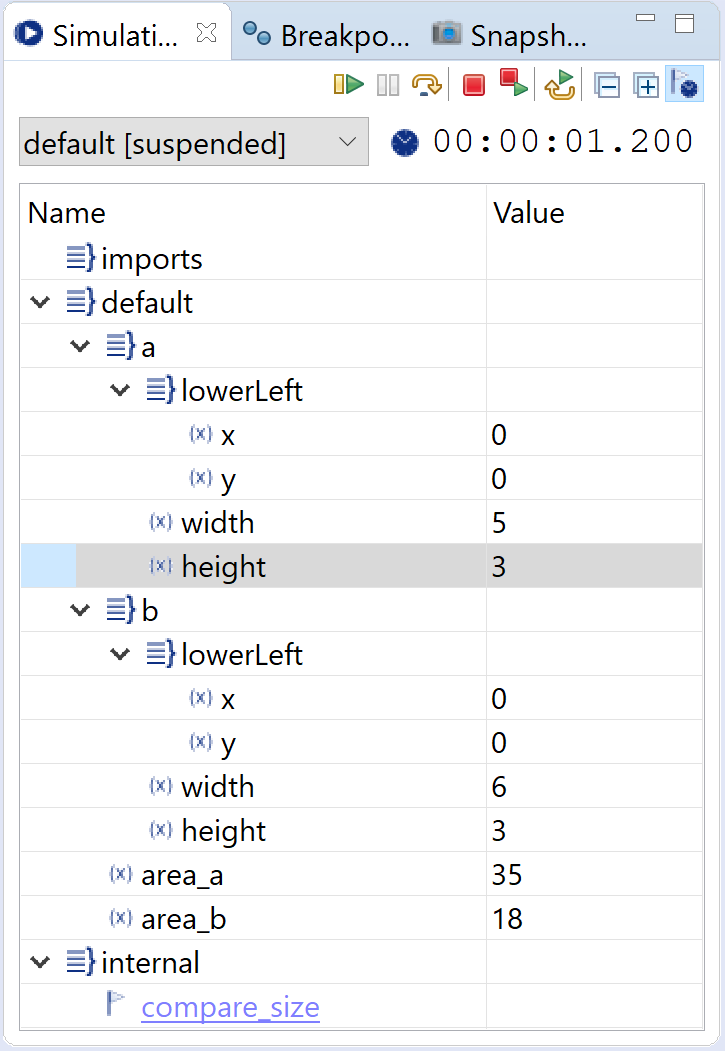 Simulati... Breakpo... Snapsh...
default [suspended] 00:00:01.200
Name Value
imports
default
a
lowerLeft
x 0
y 0
width 5
height 3
b
lowerLeft
x 0
y 0
width 6
height 3
area_a 35
area_b 18
internal
compare_size